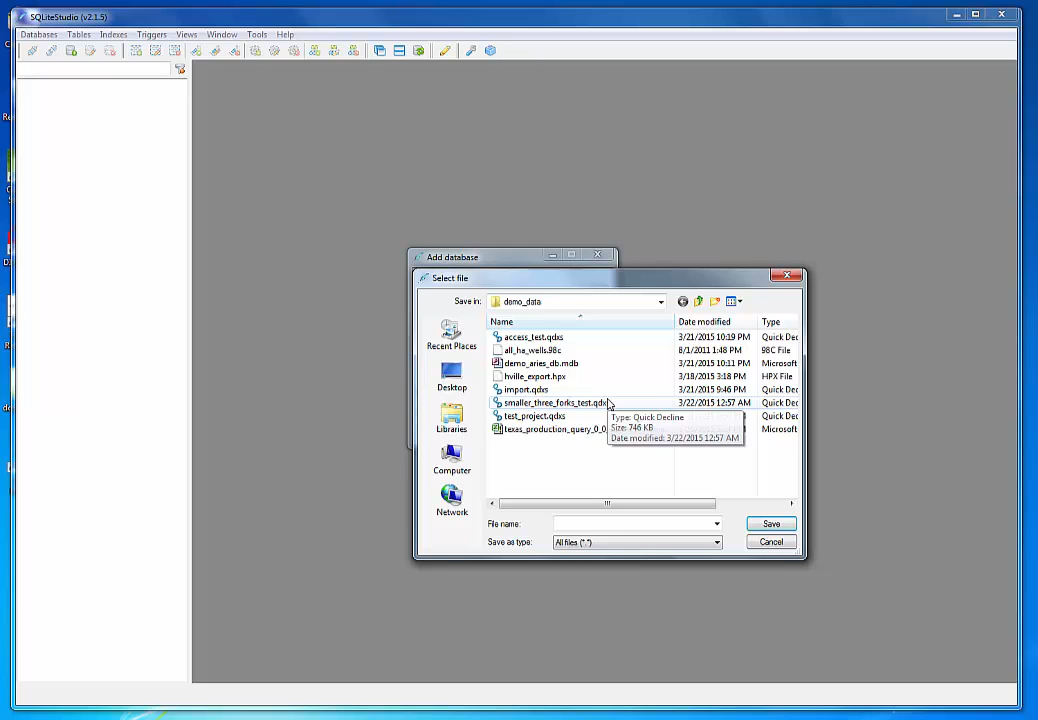 SQLiteStudio (v2.1.5)
Databases Tables Indexes Triggers Views Window Tools Help
Add database
Select file
Save in: demo_data
Name Date modified Type
access_test.qdxs 3/21/2015 10:19 PM Quick Dec
all_ha_wells.98c 8/1/2011 1:48 PM 98C File
demo_aries_db.mdb 3/21/2015 10:11 PM Microsoft
hville_export.hpx 3/18/2015 3:18 PM HPX File
import.qdxs 3/21/2015 9:46 PM Quick Dec
smaller_three_forks_test.qdxs 3/22/2015 12:57 AM Quick Dec
test_project.qdxs Quick Dec
texas_production_query_0_0 Microsoft
Type: Quick Decline
Size: 746 KB
Date modified: 3/22/2015 12:57 AM
Recent Places
Desktop
Libraries
Computer
Network
File name: Save
Save as type: All files (*.*) Cancel